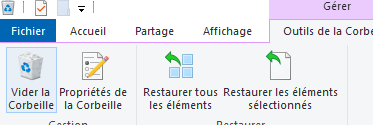 Gérer
Fichier Accueil Partage Affichage Outils de la Corbe
Vider la Propriétés de Restaurer tous Restaurer les éléments
Corbeille la Corbeille les éléments sélectionnés
Gestion Restaurer